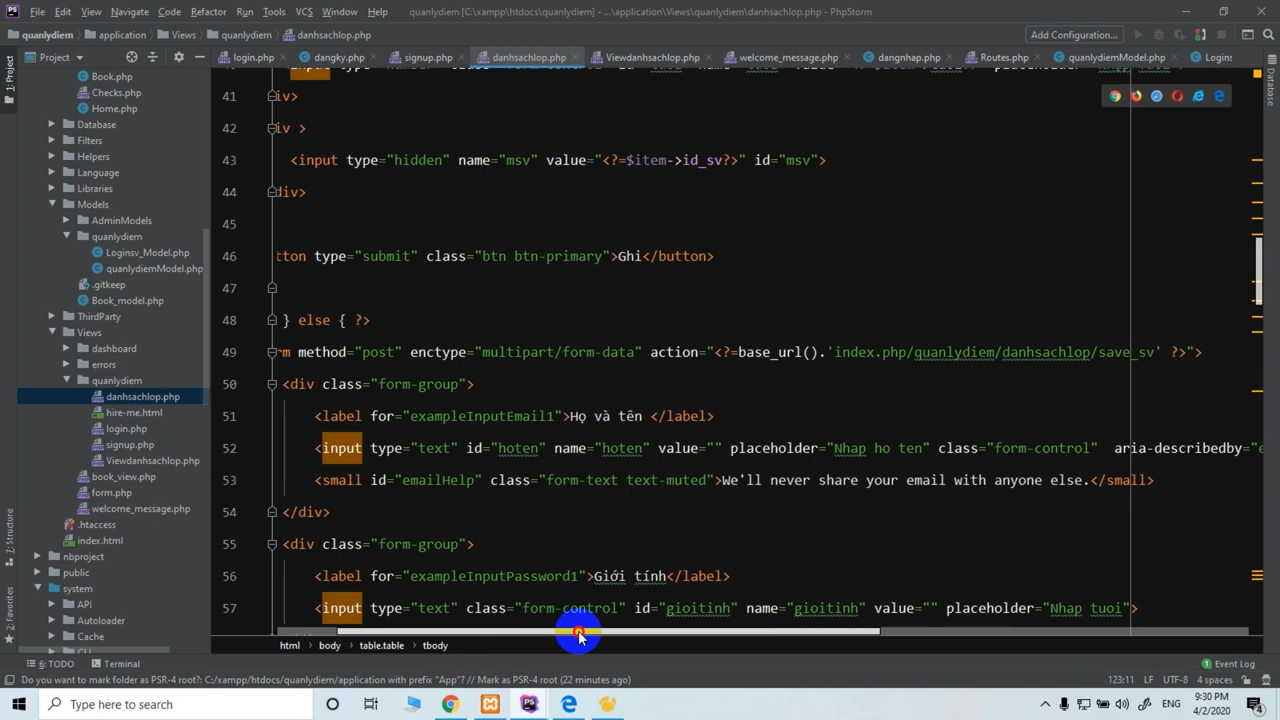 File Edit View Navigate Code Refactor Run Tools VCS Window Help quanlydiem [C:\xampp\htdocs\quanlydiem] - ...\application\Views\quanlydiem\danhsachlop.php - PhpStorm
quanlydiem application Views quanlydiem danhsachlop.php Add Configuration...
Project login.php dangky.php signup.php danhsachlop.php Viewdanhsachlop.php welcome_message.php dangnhap.php Routes.php quanlydiemModel.php Logins
1: Project
Database
Book.php
Checks.php
Home.php
Database
Filters
Helpers
Language
Libraries
Models
AdminModels
quanlydiem
Loginsv_Model.php
quanlydiemModel.php
.gitkeep
Book_model.php
ThirdParty
Views
dashboard
errors
quanlydiem
danhsachlop.php
hire-me.html
login.php
signup.php
Viewdanhsachlop.php
book_view.php
form.php
welcome_message.php
.htaccess
index.html
nbproject
public
system
API
Autoloader
Cache
CLI
7: Structure
2: Favorites
41 iv>
42 iv >
43 <input type="hidden" name="msv" value="<?=$item->id_sv?>" id="msv">
44 div>
45
46 tton type="submit" class="btn btn-primary">Ghi</button>
47
48 } else { ?>
49 m method="post" enctype="multipart/form-data" action="<?=base_url().'index.php/quanlydiem/danhsachlop/save_sv' ?>">
50 <div class="form-group">
51 <label for="exampleInputEmail1">Họ và tên </label>
52 <input type="text" id="hoten" name="hoten" value="" placeholder="Nhap ho ten" class="form-control" aria-describedby="e
53 <small id="emailHelp" class="form-text text-muted">We'll never share your email with anyone else.</small>
54 </div>
55 <div class="form-group">
56 <label for="exampleInputPassword1">Giới tính</label>
57 <input type="text" class="form-control" id="gioitinh" name="gioitinh" value="" placeholder="Nhap tuoi">
html body table.table tbody
6: TODO Terminal 1 Event Log
Do you want to mark folder as PSR-4 root?: C:/xampp/htdocs/quanlydiem/application with prefix "App"? // Mark as PSR-4 root (22 minutes ago) 123:11 LF UTF-8 4 spaces
Type here to search ENG 9:30 PM
4/2/2020 4